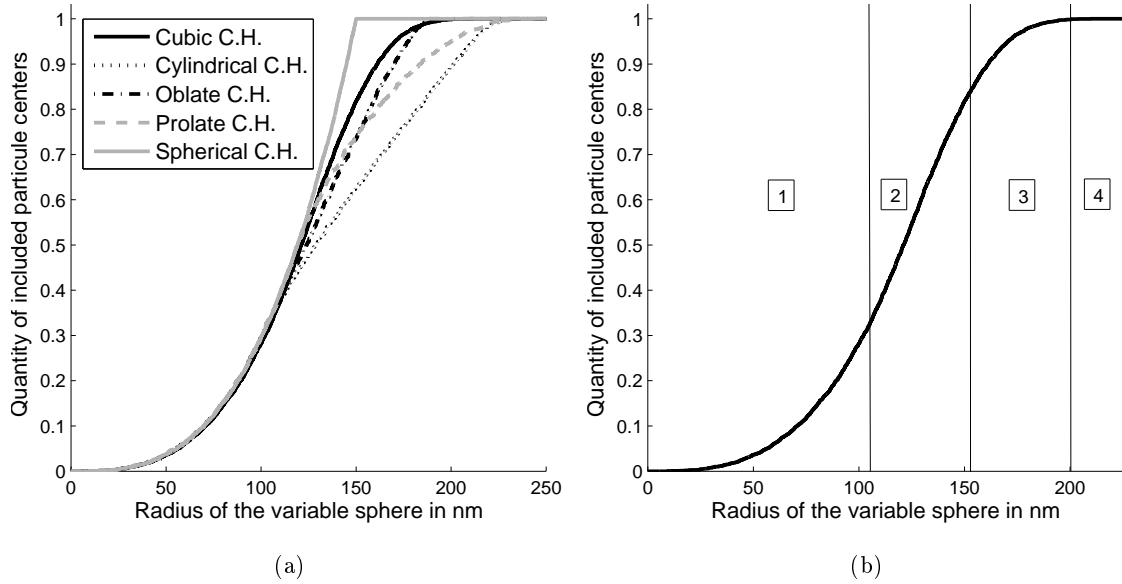 1
0.9
0.8
0.7
0.6
0.5
0.4
0.3
0.2
0.1
0
Quantity of included particule centers
Cubic C.H.
Cylindrical C.H.
Oblate C.H.
Prolate C.H.
Spherical C.H.
0 50 100 150 200 250
Radius of the variable sphere in nm
(a)
1
0.9
0.8
0.7
0.6
0.5
0.4
0.3
0.2
0.1
0
Quantity of included particule centers
1 2 3 4
0 50 100 150 200
Radius of the variable sphere in nm
(b)